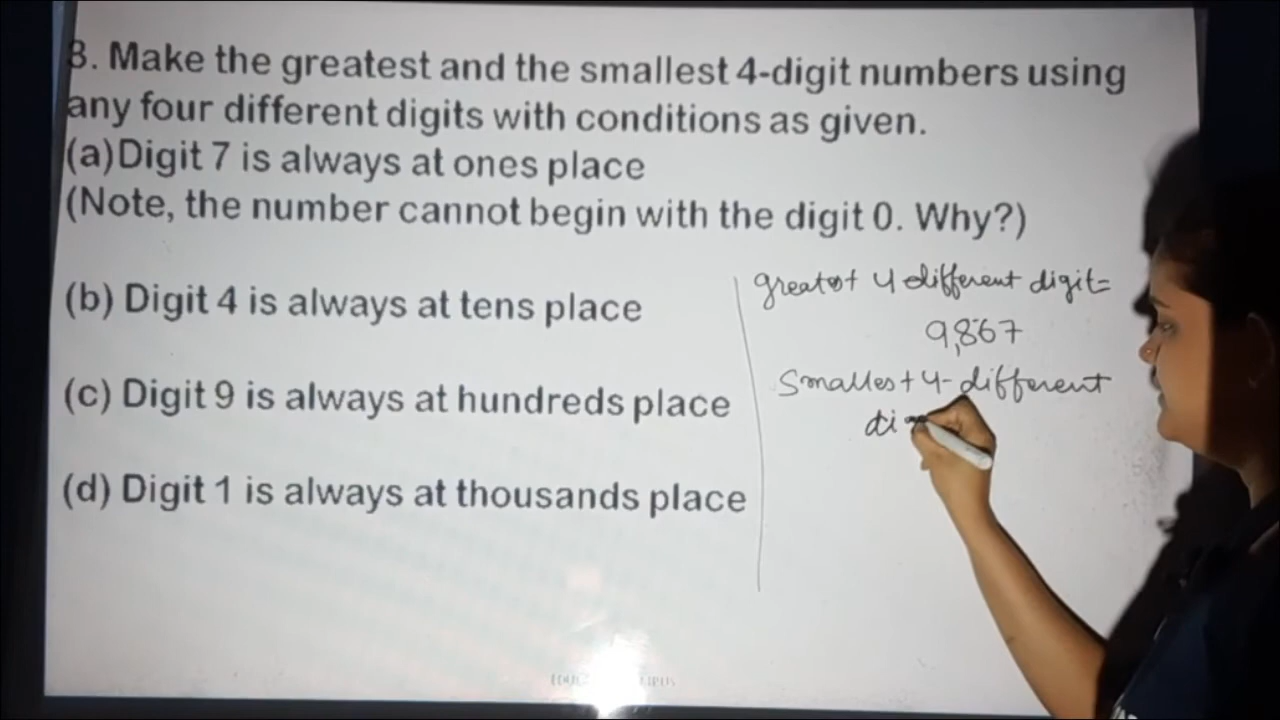 3. Make the greatest and the smallest 4-digit numbers using
any four different digits with conditions as given.
(a)Digit 7 is always at ones place
(Note, the number cannot begin with the digit 0. Why?)
(b) Digit 4 is always at tens place
(c) Digit 9 is always at hundreds place
(d) Digit 1 is always at thousands place
greatest 4 different digit=
9,867
Smallest 4-different